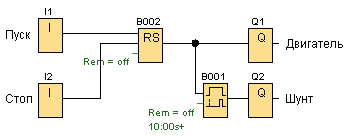 I1
B002
Q1
Пуск
I
RS
Q
Двигатель
I2
Rem = off
B001
Q2
Стоп
I
Q
Шунт
Rem = off
10:00s+